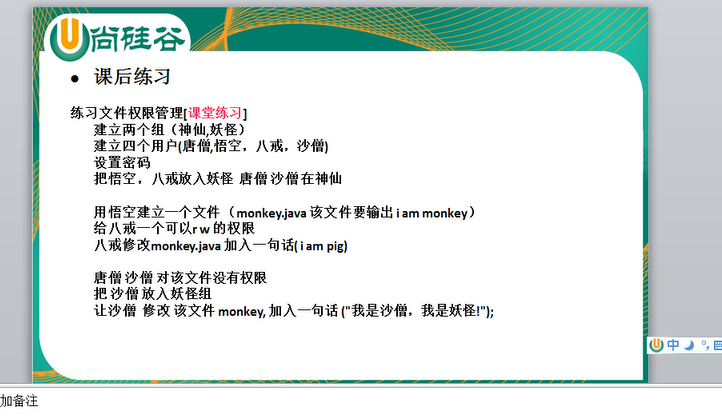 尚硅谷
● 课后练习
练习文件权限管理[课堂练习]
建立两个组（神仙,妖怪）
建立四个用户(唐僧,悟空，八戒，沙僧)
设置密码
把悟空，八戒放入妖怪 唐僧 沙僧 在神仙
用悟空建立一个文件 （monkey.java 该文件要输出 i am monkey）
给八戒一个可以 r w 的权限
八戒修改monkey.java 加入一句话( i am pig)
唐僧 沙僧 对该文件没有权限
把 沙僧 放入妖怪组
让沙僧 修改 该文件 monkey, 加入一句话 ("我是沙僧，我是妖怪!");
中
加备注